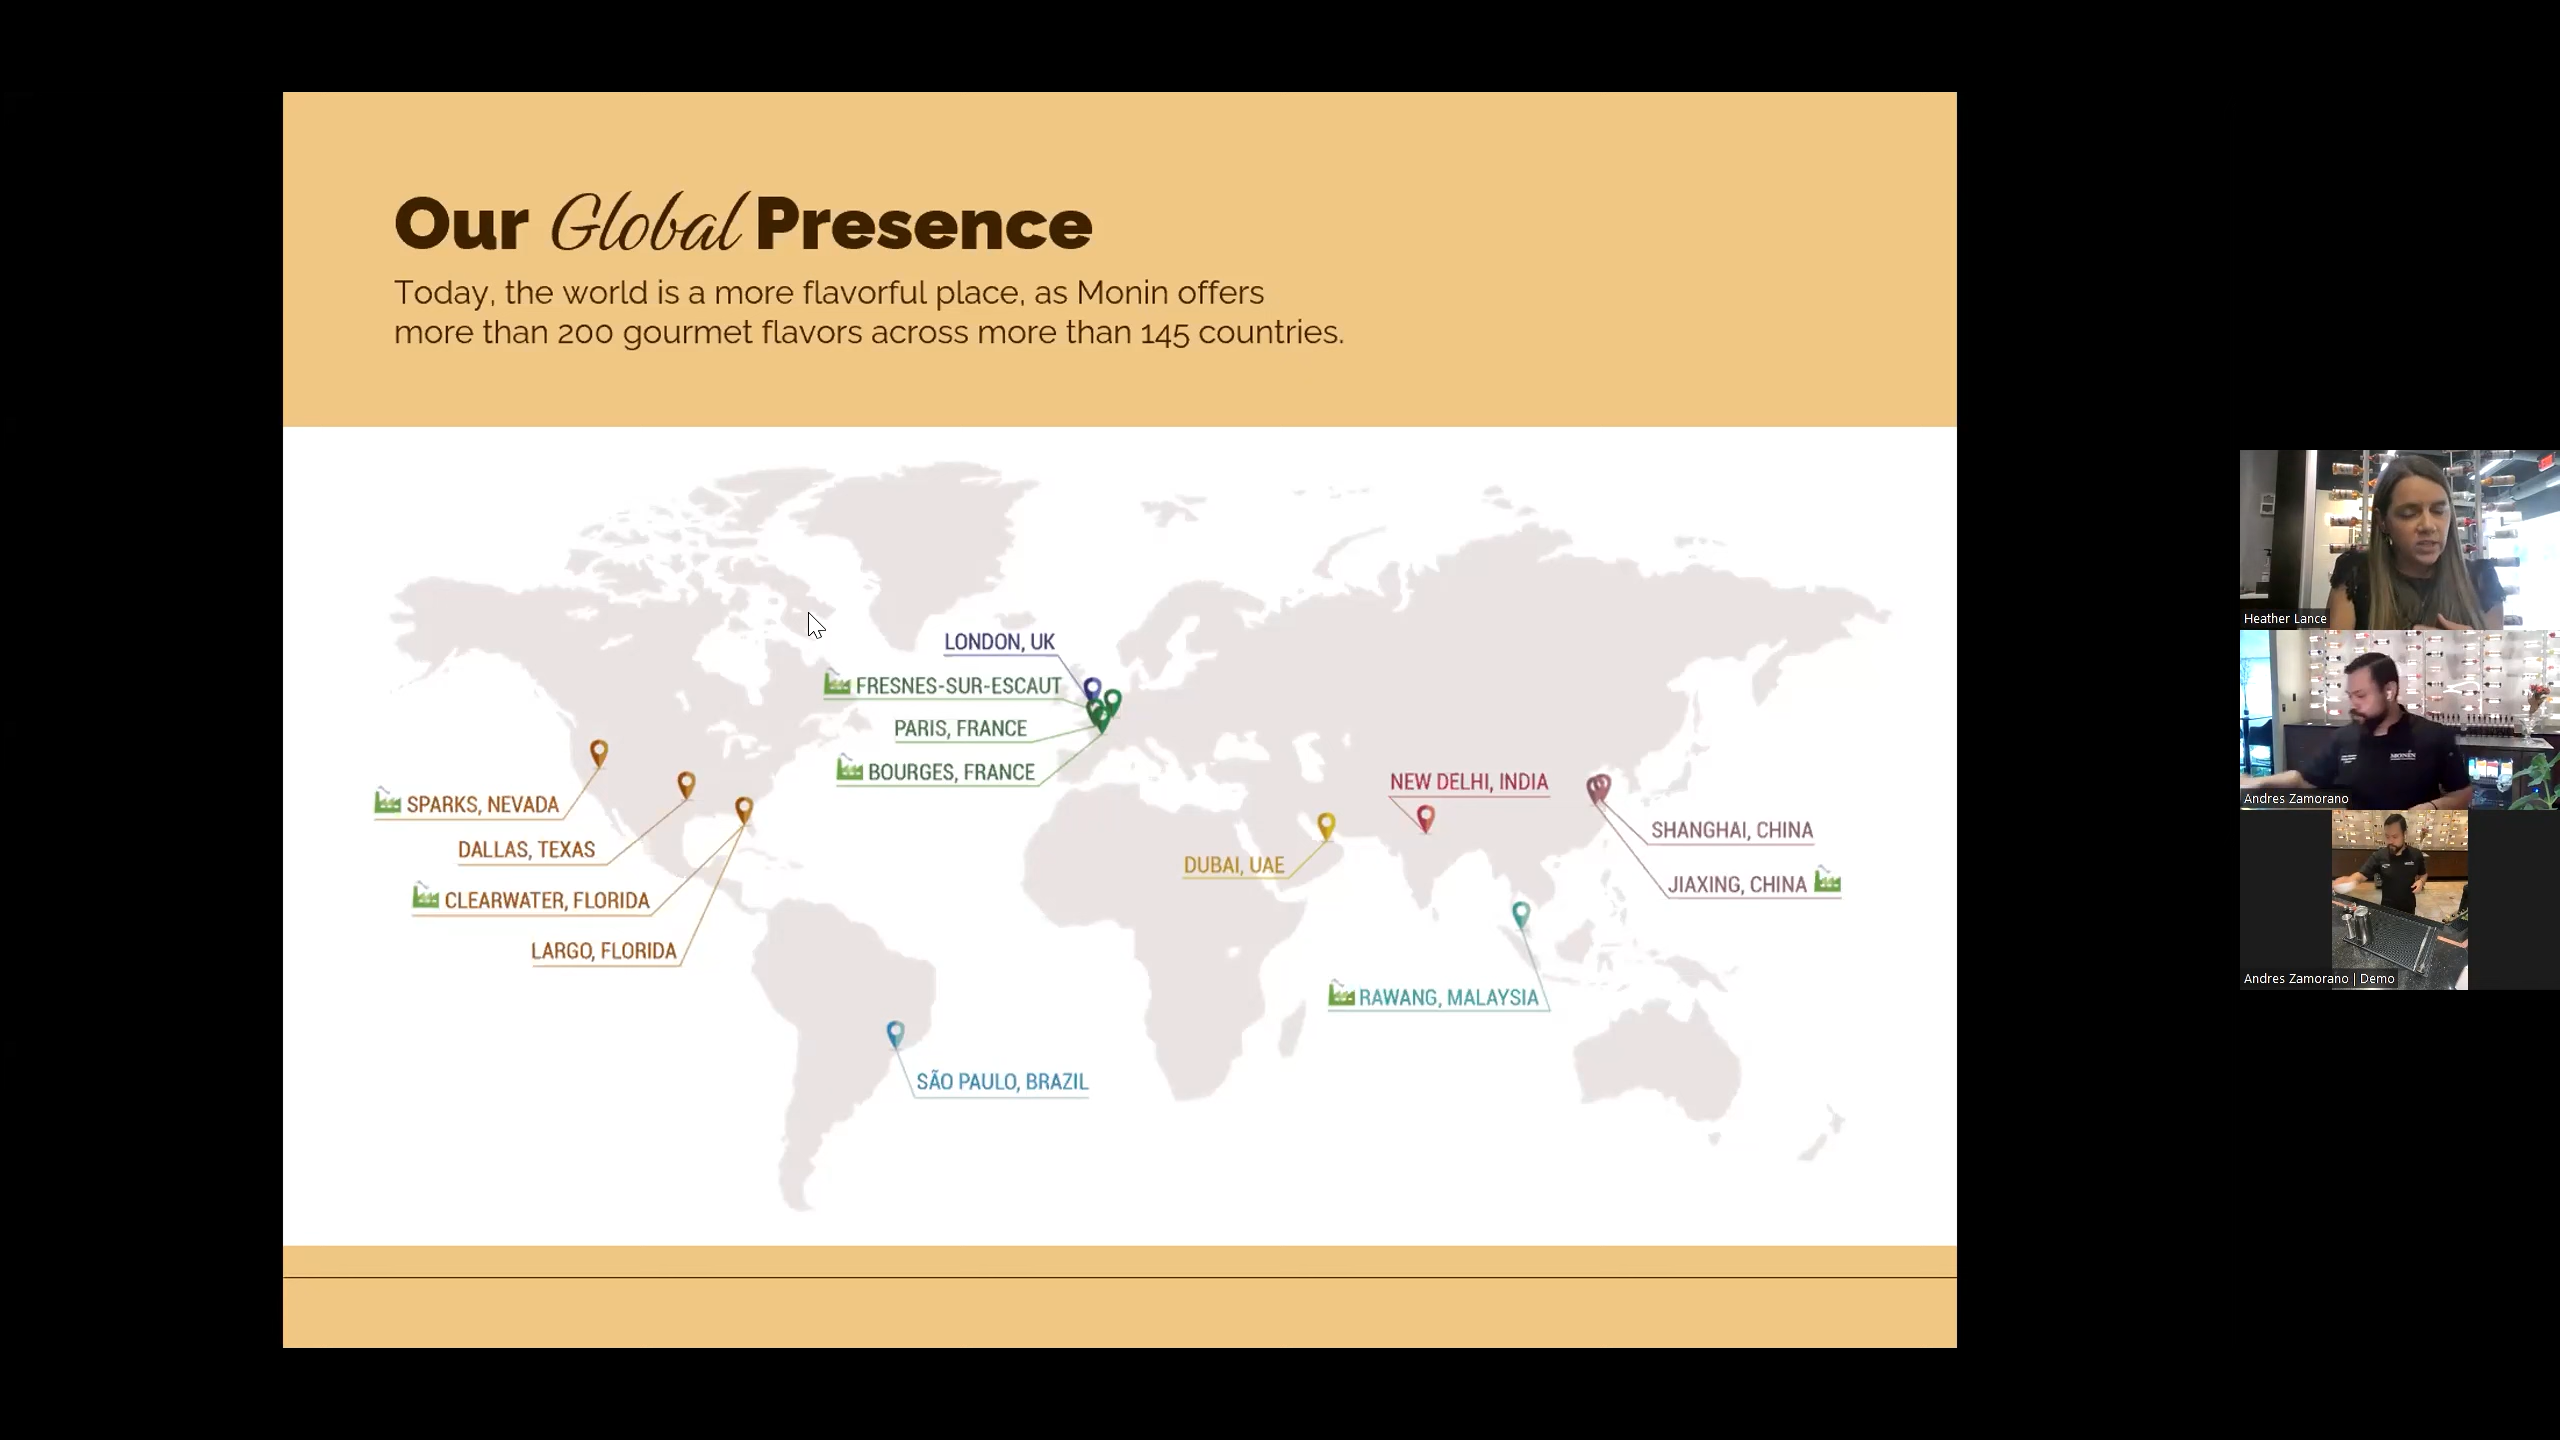 Our Global Presence
Today, the world is a more flavorful place, as Monin offers
more than 200 gourmet flavors across more than 145 countries.
LONDON, UK
FRESNES-SUR-ESCAUT
PARIS, FRANCE
BOURGES, FRANCE
SPARKS, NEVADA
DALLAS, TEXAS
CLEARWATER, FLORIDA
LARGO, FLORIDA
SÃO PAULO, BRAZIL
DUBAI, UAE
NEW DELHI, INDIA
SHANGHAI, CHINA
JIAXING, CHINA
RAWANG, MALAYSIA
Heather Lance
MONIN
Andres Zamorano
Andres Zamorano | Demo